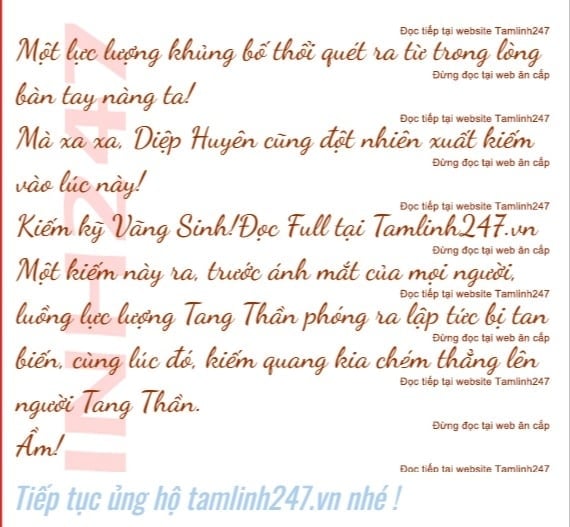 Đọc tiếp tại website Tamlinh247
Một lực lượng khủng bố thổi quét ra từ trong lòng
Đừng đọc tại web ăn cắp
bàn tay nàng ta!
Đọc tiếp tại website Tamlinh247
Mà xa xa, Diệp Huyên cũng đột nhiên xuất kiếm
Đừng đọc tại web ăn cắp
vào lúc này!
Đọc tiếp tại website Tamlinh247
Kiếm kỹ Vãng Sinh!Đọc Full tại Tamlinh247.vn
Đừng đọc tại web ăn cắp
Một kiếm này ra, trước ánh mắt của mọi người,
Đọc tiếp tại website Tamlinh247
luồng lực lượng Tang Thần phóng ra lập tức bị tan
Đừng đọc tại web ăn cắp
biến, cùng lúc đó, kiếm quang kia chém thẳng lên
Đọc tiếp tại website Tamlinh247
người Tang Thần.
Đừng đọc tại web ăn cắp
Ầm!
Đọc tiếp tại website Tamlinh247
Tiếp tục ủng hộ tamlinh247.vn nhé !
INH247